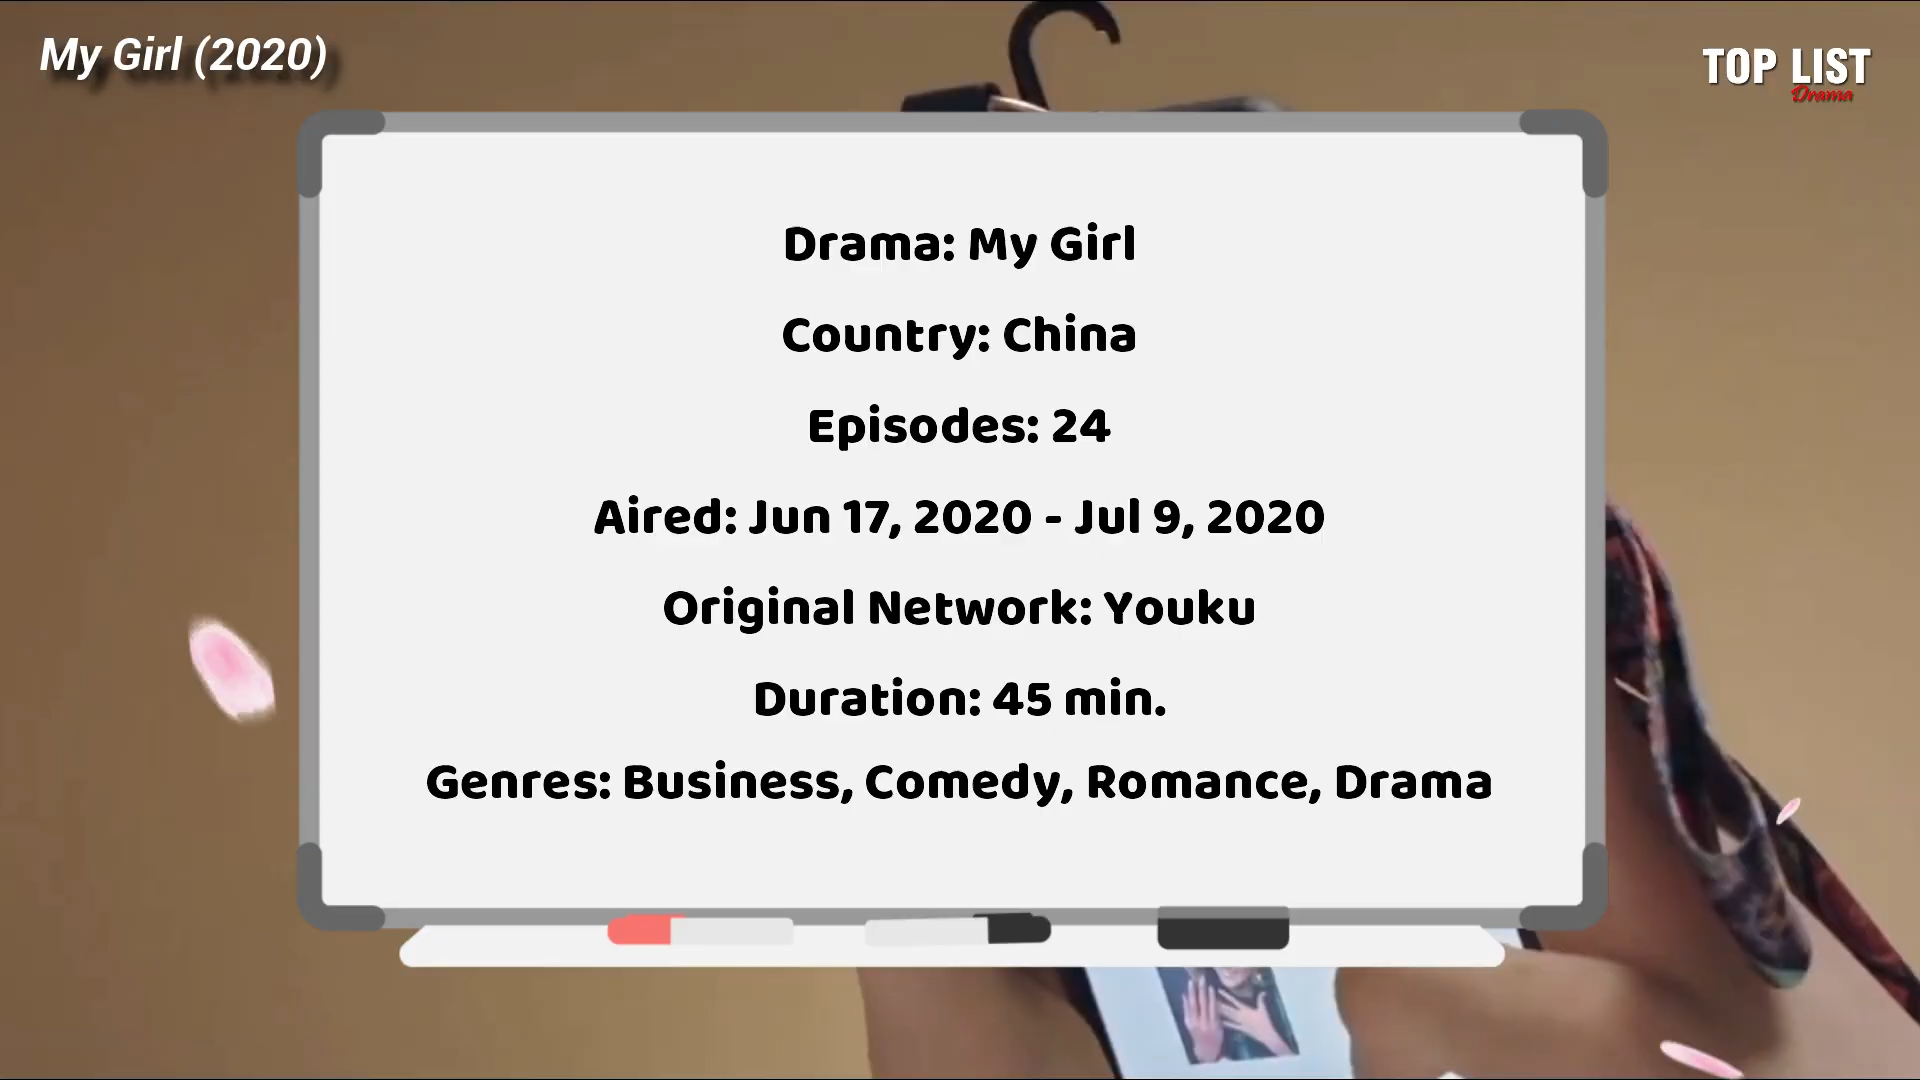 My Girl (2020)
TOP LIST
Drama
Drama: My Girl
Country: China
Episodes: 24
Aired: Jun 17, 2020 - Jul 9, 2020
Original Network: Youku
Duration: 45 min.
Genres: Business, Comedy, Romance, Drama